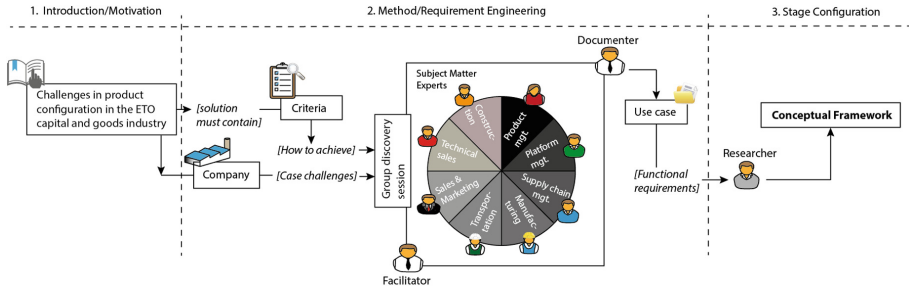 1. Introduction/Motivation
2. Method/Requirement Engineering
3. Stage Configuration
Challenges in product
configuration in the ETO
capital and goods industry
[solution
must contain]
Criteria
[How to achieve]
Company
[Case challenges]
Group discovery
session
Subject Matter
Experts
Construc-
tion
Product
mgt.
Platform
mgt.
Supply chain
mgt.
Manufac-
turing
Transpor-
tation
Sales &
Marketing
Technical
sales
Facilitator
Documenter
Use case
[Functional
requirements]
Researcher
Conceptual Framework